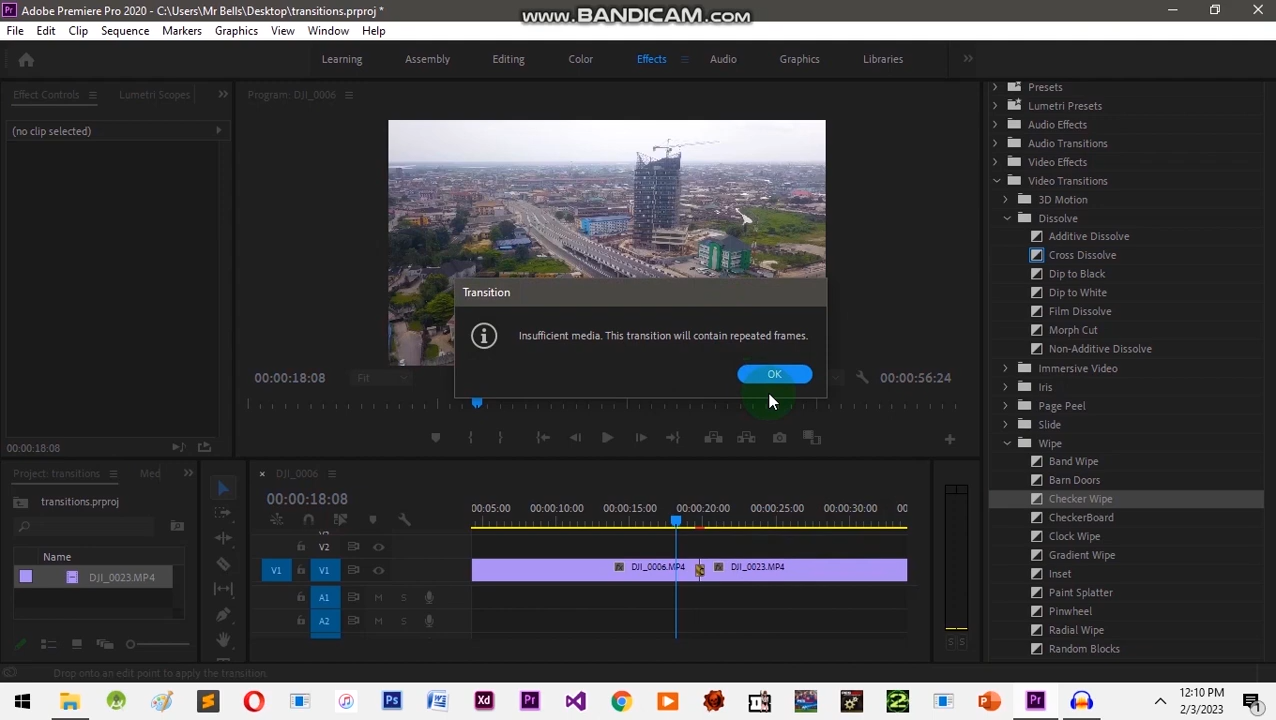 Adobe Premiere Pro 2020 - C:\Users\Mr Bells\Desktop\transitions.prproj *
www.BANDICAM.com
File Edit Clip Sequence Markers Graphics View Window Help
Learning Assembly Editing Color Effects Audio Graphics Libraries
Effect Controls Lumetri Scopes
Program: DJI_0006
(no clip selected)
Presets
Lumetri Presets
Audio Effects
Audio Transitions
Video Effects
Video Transitions
3D Motion
Dissolve
Additive Dissolve
Cross Dissolve
Dip to Black
Dip to White
Film Dissolve
Morph Cut
Non-Additive Dissolve
Immersive Video
Iris
Page Peel
Slide
Wipe
Band Wipe
Barn Doors
Checker Wipe
CheckerBoard
Clock Wipe
Gradient Wipe
Inset
Paint Splatter
Pinwheel
Radial Wipe
Random Blocks
Transition
Insufficient media. This transition will contain repeated frames.
OK
00:00:18:08 Fit 00:00:56:24
00:00:18:08
Project: transitions Med
transitions.prproj
Name
DJI_0023.MP4
DJI_0006
00:00:18:08
00:05:00 00:00:10:00 00:00:15:00 00:00:20:00 00:00:25:00 00:00:30:00 00
V2
V1 V1 DJI_0006.MP4 DJI_0023.MP4
A1 M S
A2 M S
S S
Drop onto an edit point to apply the transition.
Ps Xd Pr Pr
12:10 PM
2/3/2023
1